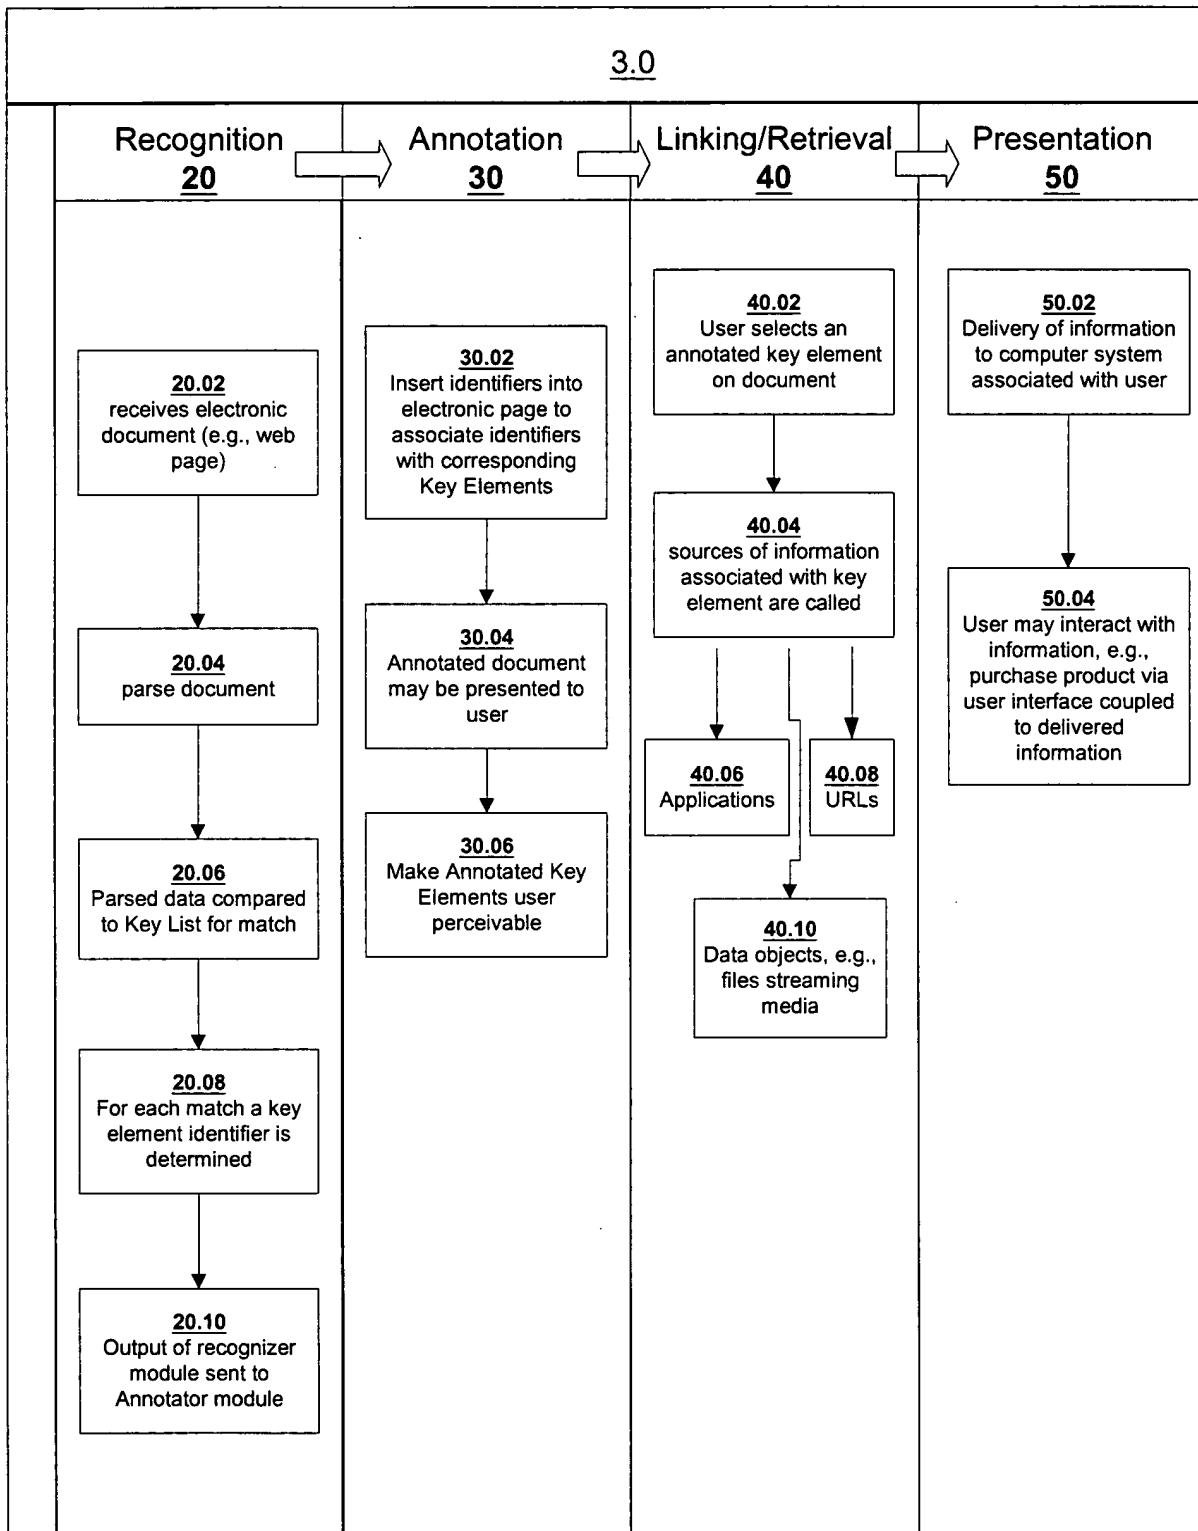 3.0
Recognition
20
Annotation
30
Linking/Retrieval
40
Presentation
50
20.02
receives electronic
document (e.g., web
page)
20.04
parse document
20.06
Parsed data compared
to Key List for match
20.08
For each match a key
element identifier is
determined
20.10
Output of recognizer
module sent to
Annotator module
30.02
Insert identifiers into
electronic page to
associate identifiers
with corresponding
Key Elements
30.04
Annotated document
may be presented to
user
30.06
Make Annotated Key
Elements user
perceivable
40.02
User selects an
annotated key element
on document
40.04
sources of information
associated with key
element are called
40.06
Applications
40.08
URLs
40.10
Data objects, e.g.,
files streaming
media
50.02
Delivery of information
to computer system
associated with user
50.04
User may interact with
information, e.g.,
purchase product via
user interface coupled
to delivered
information